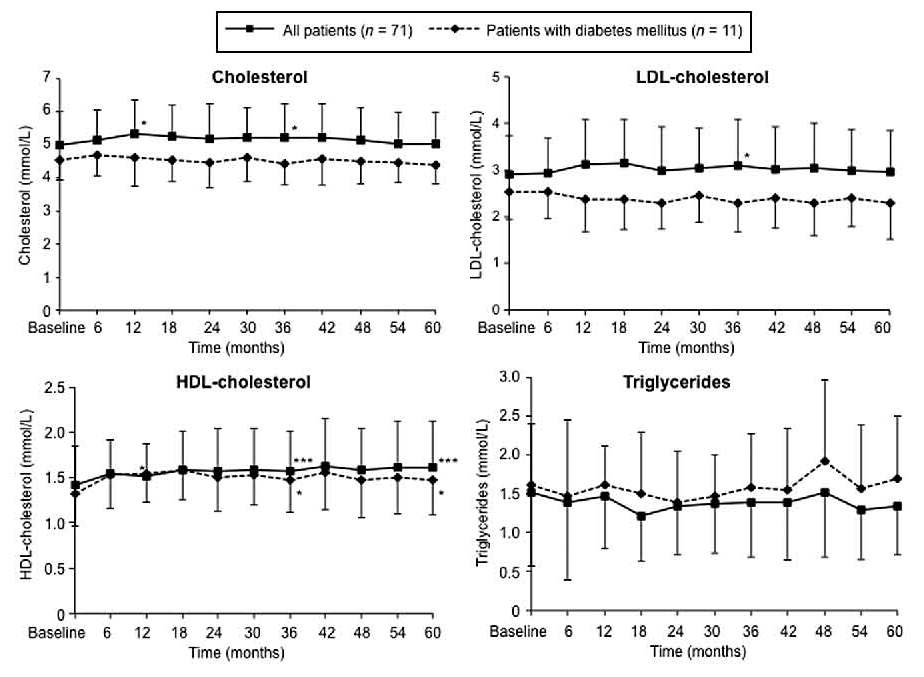 All patients (n = 71) Patients with diabetes mellitus (n = 11)
Cholesterol
Cholesterol (mmol/L)
7
6
5
4
3
2
1
0
*
*
Baseline 6 12 18 24 30 36 42 48 54 60
Time (months)
LDL-cholesterol
LDL-cholesterol (mmol/L)
5
4
3
2
1
0
*
Baseline 6 12 18 24 30 36 42 48 54 60
Time (months)
HDL-cholesterol
HDL-cholesterol (mmol/L)
2.5
2.0
1.5
1.0
0.5
0
*
***
*
***
*
Baseline 6 12 18 24 30 36 42 48 54 60
Time (months)
Triglycerides
Triglycerides (mmol/L)
3.0
2.5
2.0
1.5
1.0
0.5
0
Baseline 6 12 18 24 30 36 42 48 54 60
Time (months)